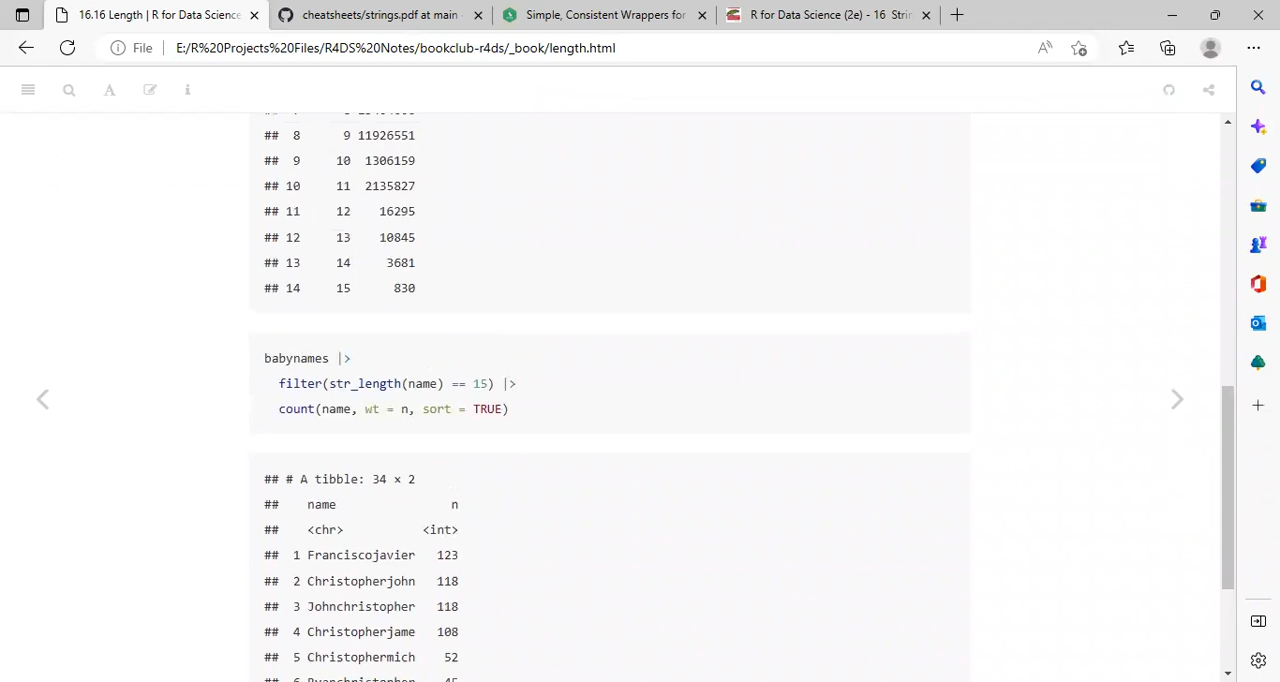 16.16 Length | R for Data Science
cheatsheets/strings.pdf at main ·
Simple, Consistent Wrappers for
R for Data Science (2e) - 16 Strin
File
E:/R%20Projects%20Files/R4DS%20Notes/bookclub-r4ds/_book/length.html
## 8 9 11926551
## 9 10 1306159
## 10 11 2135827
## 11 12 16295
## 12 13 10845
## 13 14 3681
## 14 15 830
babynames |>
filter(str_length(name) == 15) |>
count(name, wt = n, sort = TRUE)
## # A tibble: 34 × 2
## name n
## <chr> <int>
## 1 Franciscojavier 123
## 2 Christopherjohn 118
## 3 Johnchristopher 118
## 4 Christopherjame 108
## 5 Christophermich 52